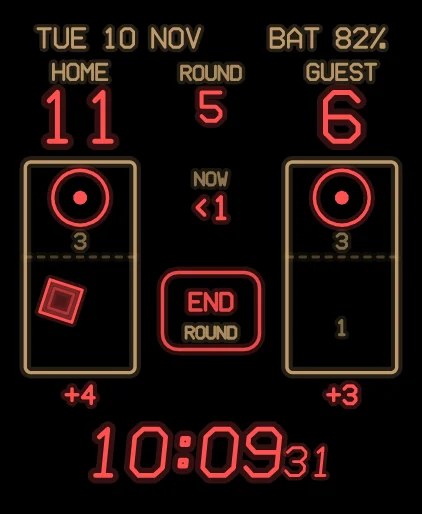 TUE 10 NOV BAT 82%
HOME ROUND GUEST
11 5 6
NOW
<1
3 3
1
END
ROUND
+4 +3
10:09 31